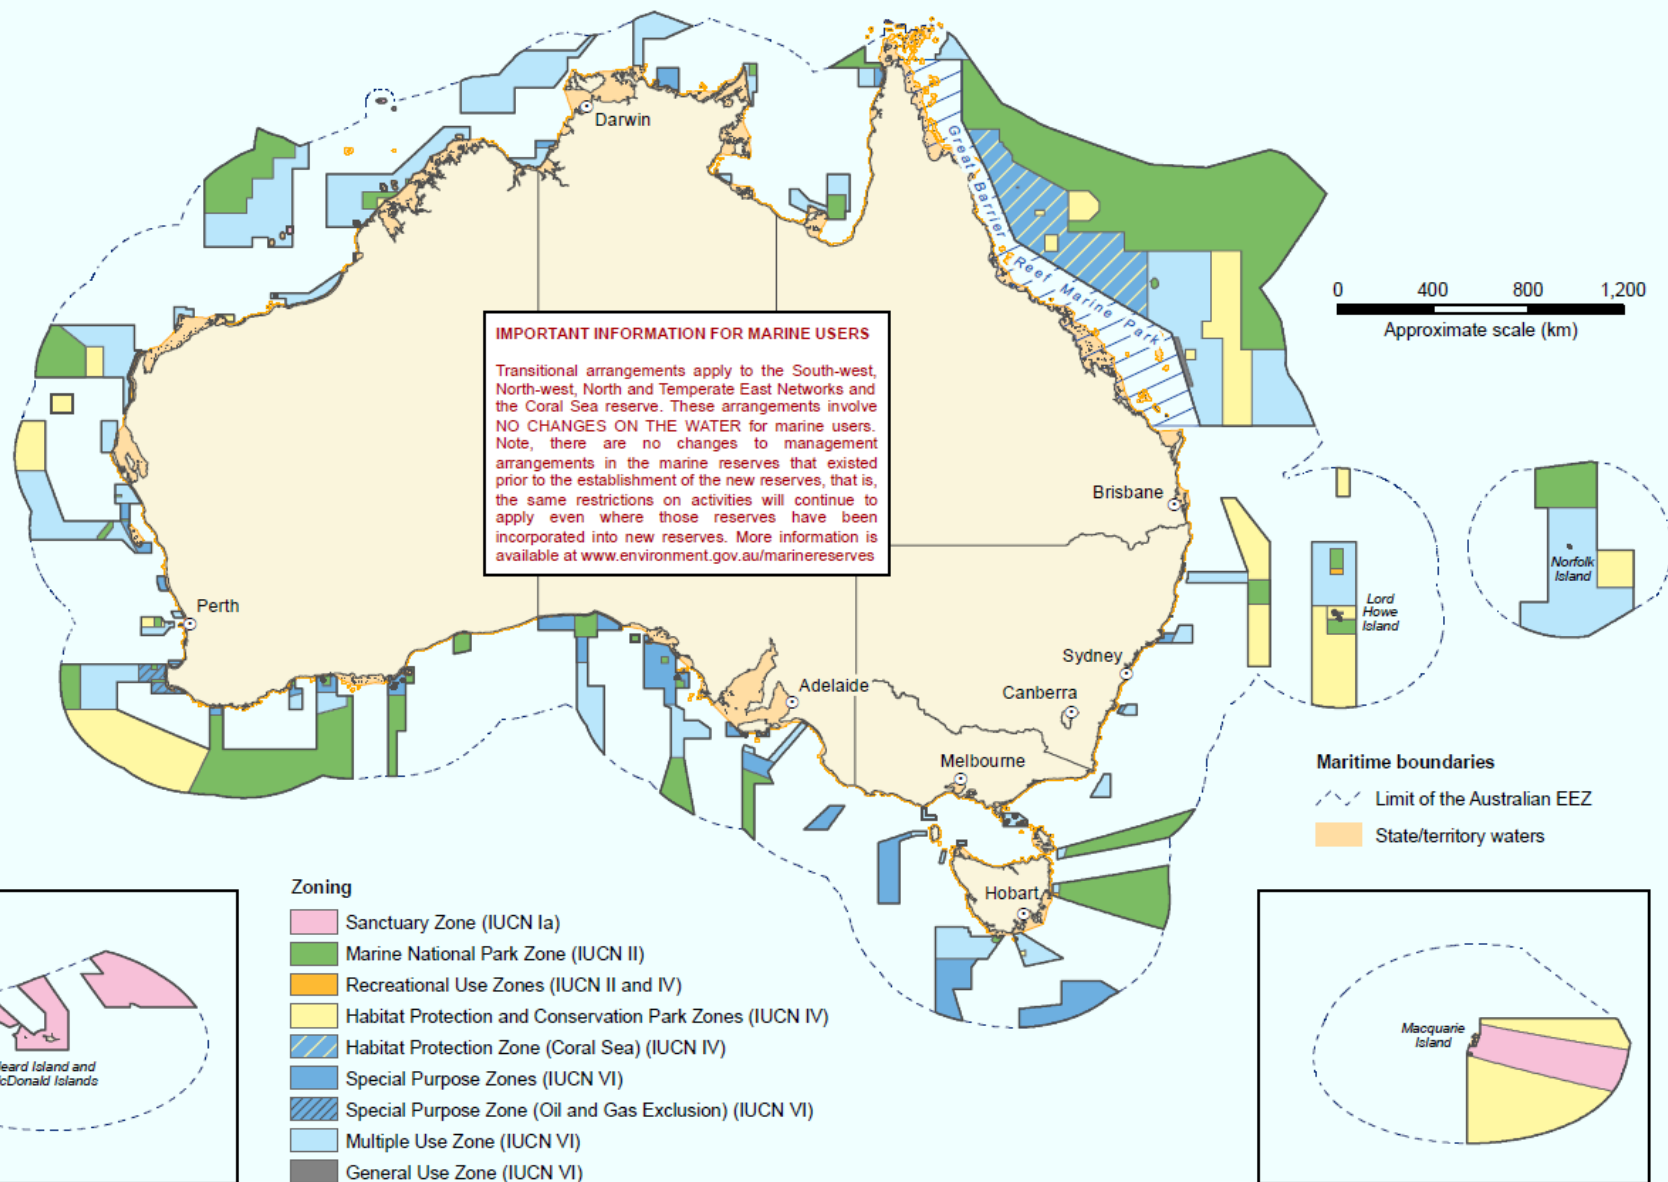 Darwin
Great Barrier Reef Marine Park
0 400 800 1,200
Approximate scale (km)
IMPORTANT INFORMATION FOR MARINE USERS
Transitional arrangements apply to the South-west,
North-west, North and Temperate East Networks and
the Coral Sea reserve. These arrangements involve
NO CHANGES ON THE WATER for marine users.
Note, there are no changes to management
arrangements in the marine reserves that existed
prior to the establishment of the new reserves, that is,
the same restrictions on activities will continue to
apply even where those reserves have been
incorporated into new reserves. More information is
available at www.environment.gov.au/marinereserves
Brisbane
Norfolk
Island
Lord
Howe
Island
Perth
Sydney
Adelaide
Canberra
Melbourne
Hobart
Maritime boundaries
Limit of the Australian EEZ
State/territory waters
Zoning
Sanctuary Zone (IUCN Ia)
Marine National Park Zone (IUCN II)
Recreational Use Zones (IUCN II and IV)
Habitat Protection and Conservation Park Zones (IUCN IV)
Habitat Protection Zone (Coral Sea) (IUCN IV)
Special Purpose Zones (IUCN VI)
Special Purpose Zone (Oil and Gas Exclusion) (IUCN VI)
Multiple Use Zone (IUCN VI)
General Use Zone (IUCN VI)
eard Island and
cDonald Islands
Macquarie
Island